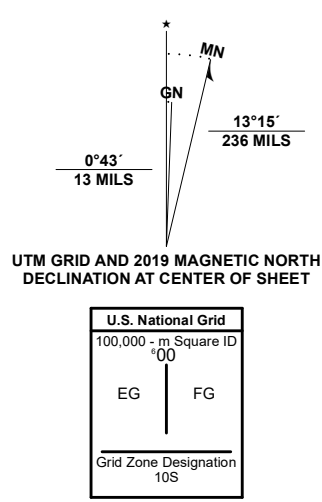 ★
MN
GN
13°15´
236 MILS
0°43´
13 MILS
UTM GRID AND 2019 MAGNETIC NORTH
DECLINATION AT CENTER OF SHEET
U.S. National Grid
100,000 - m Square ID
⁶00
EG FG
Grid Zone Designation
10S